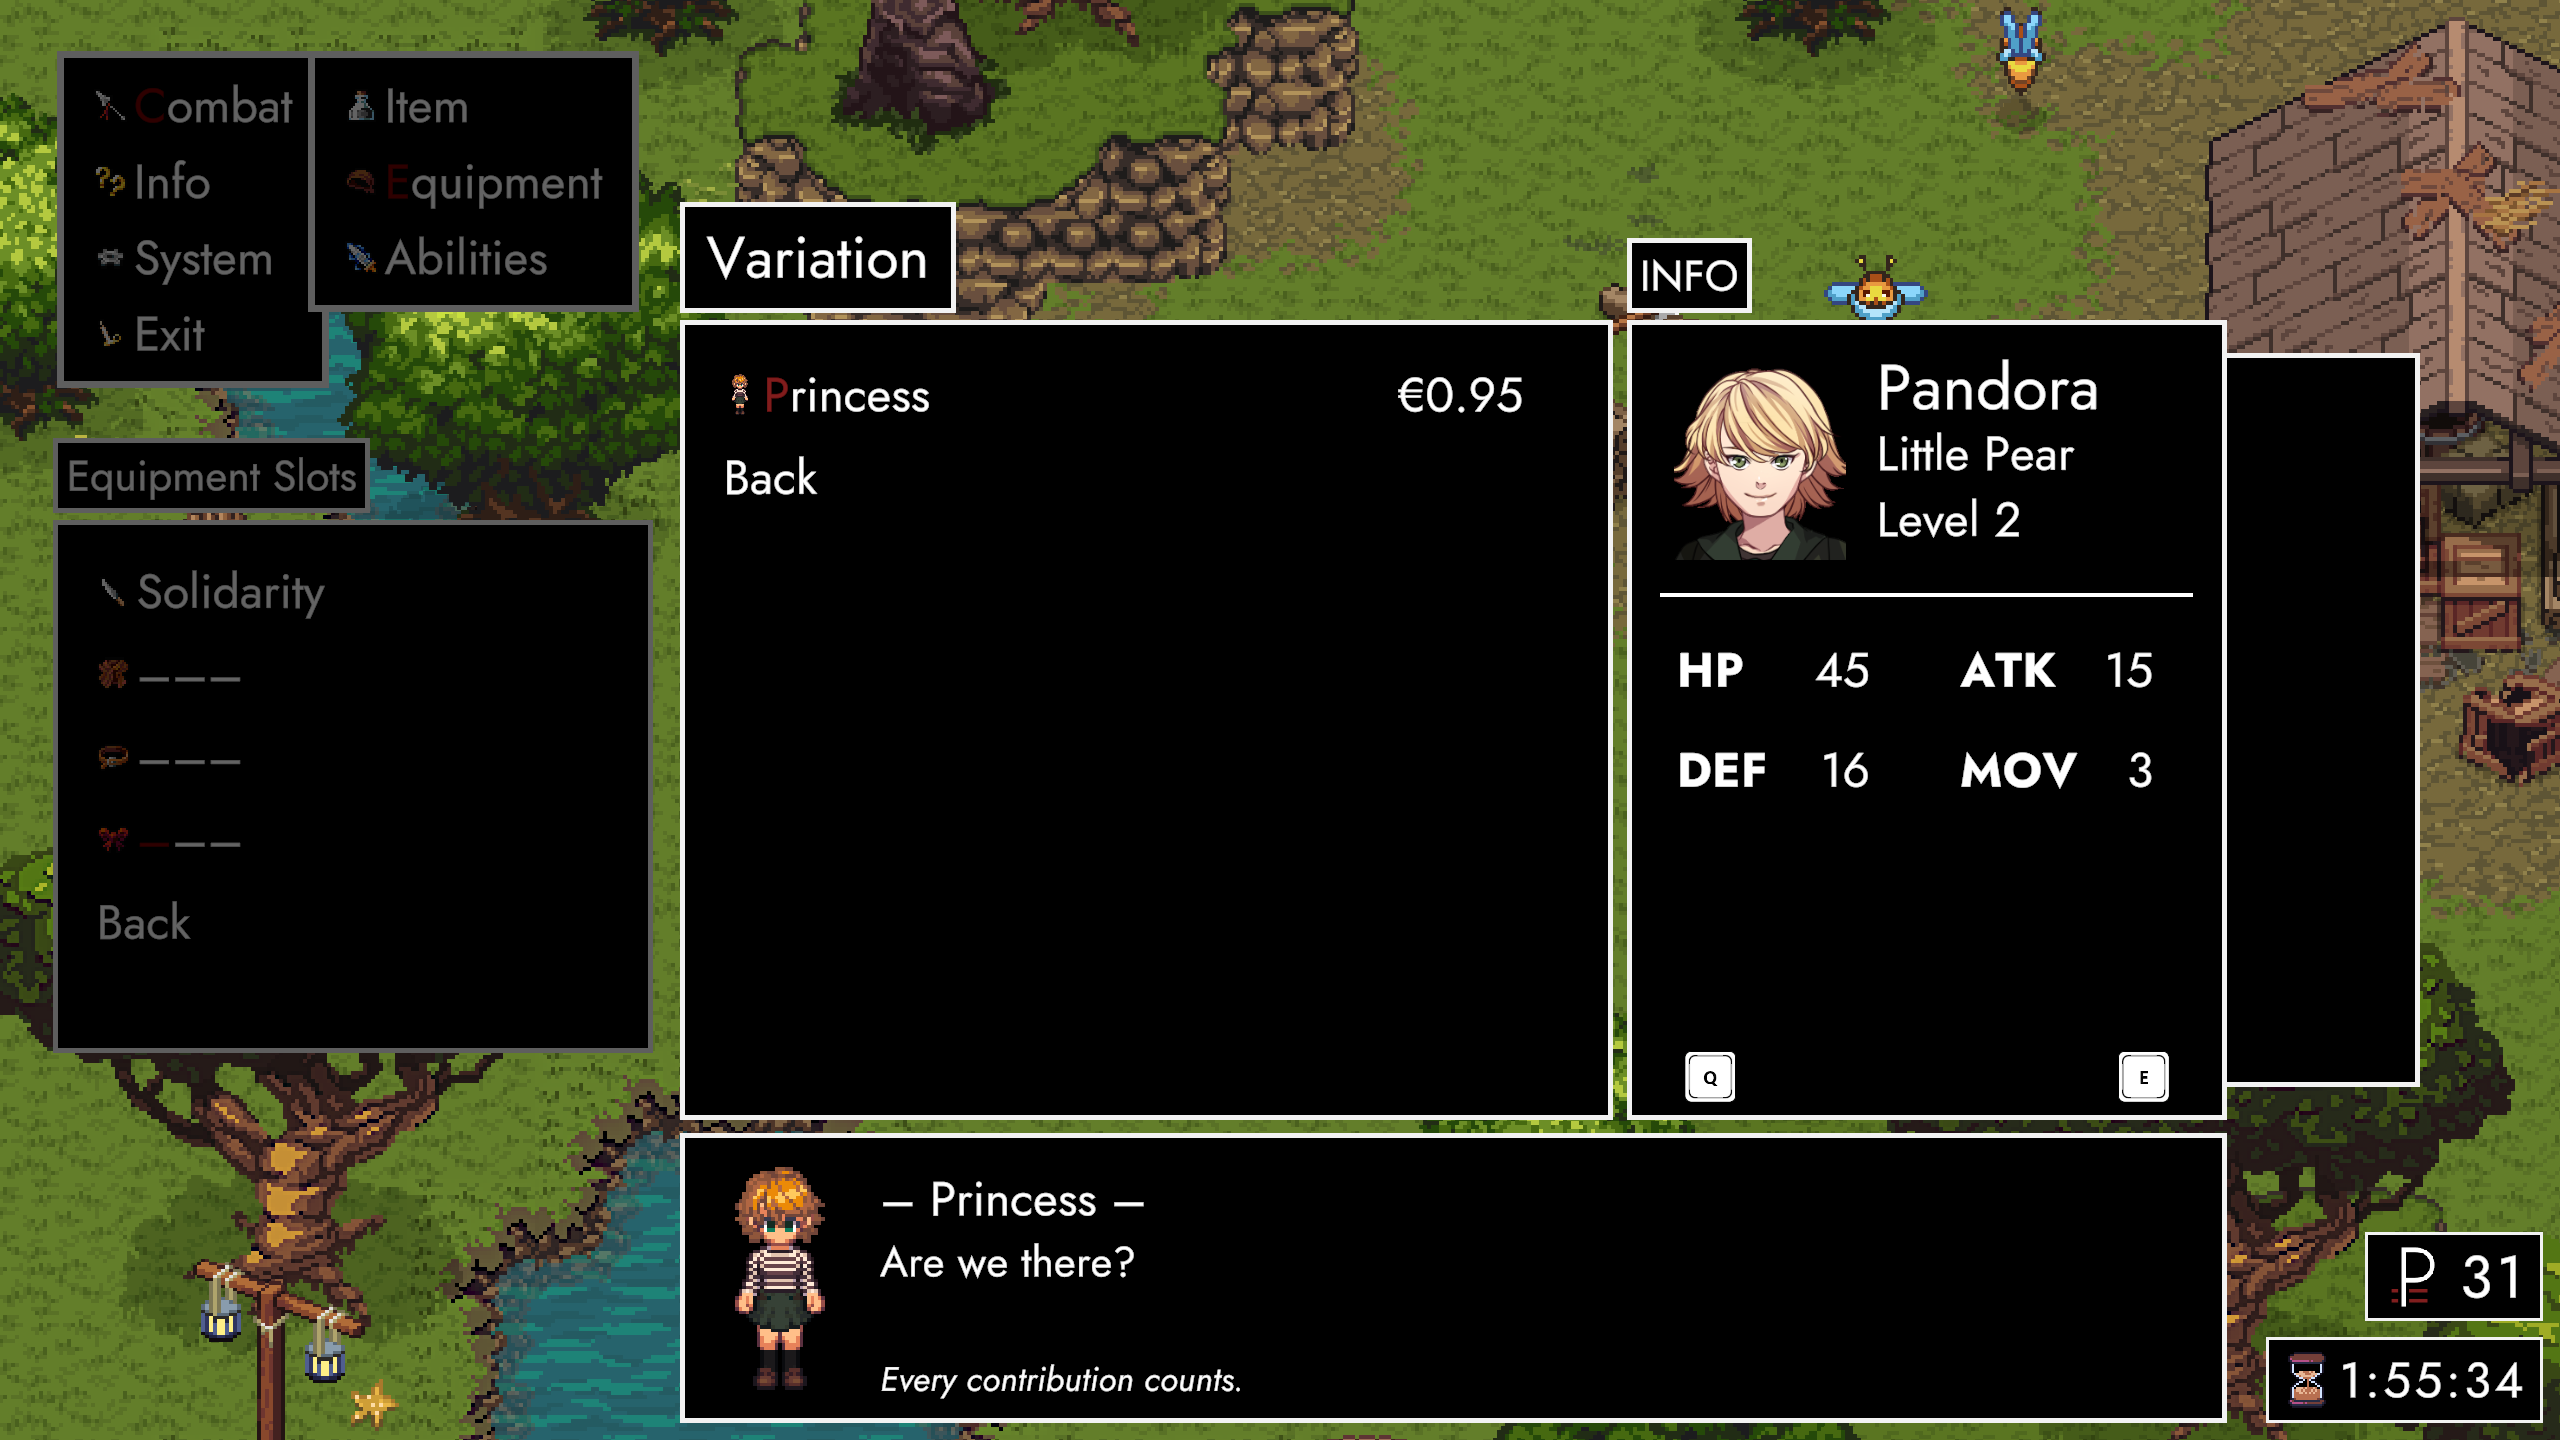 Combat
Info
System
Exit
Item
Equipment
Abilities
Equipment Slots
Solidarity
———
———
———
Back
Variation
Princess €0.95
Back
INFO
Pandora
Little Pear
Level 2
HP 45 ATK 15
DEF 16 MOV 3
Q E
— Princess —
Are we there?
Every contribution counts.
P 31
1:55:34